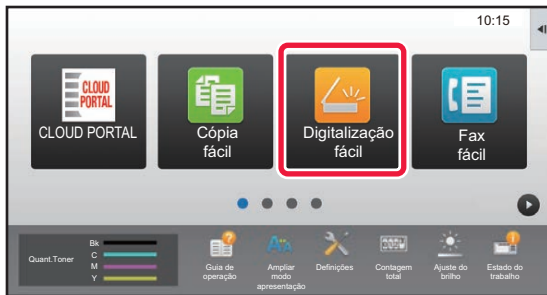 10:15
CLOUD
PORTAL
CLOUD PORTAL
Cópia
fácil
Digitalização
fácil
Fax
fácil
Quant.Toner
Bk
C
M
Y
Guia de
operação
Ampliar
modo
apresentação
Definições
Contagem
total
Ajuste do
brilho
Estado do
trabalho